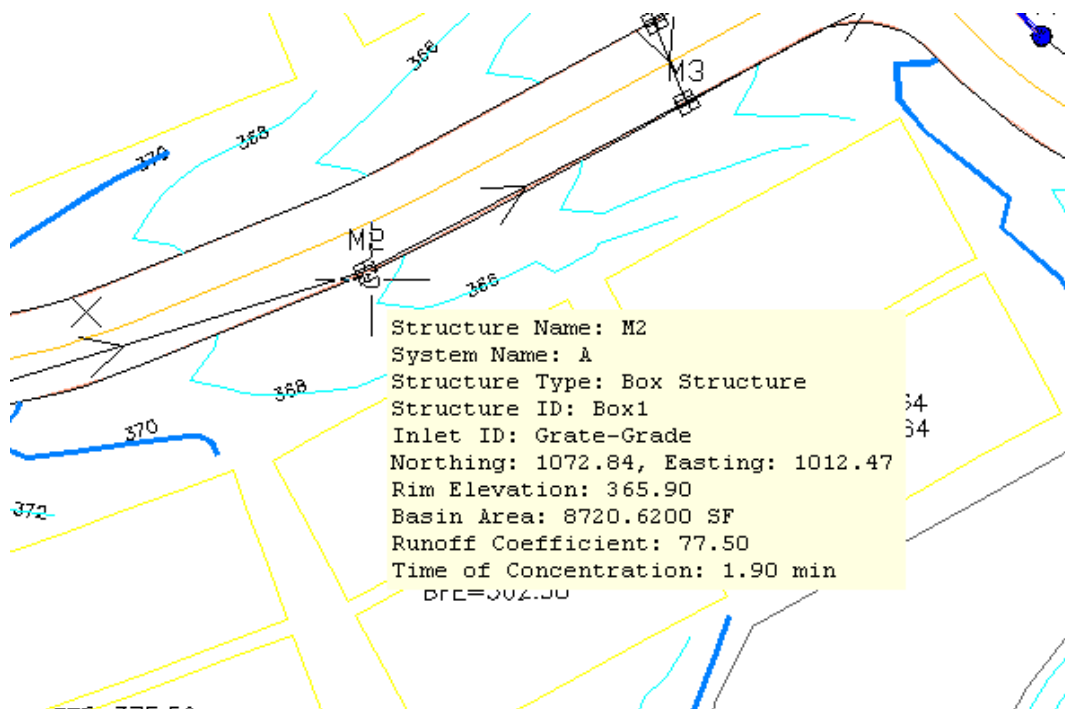 366
M3
368
370
M2
366
Structure Name: M2
System Name: A
Structure Type: Box Structure
368
Structure ID: Box1
Inlet ID: Grate-Grade
370
Northing: 1072.84, Easting: 1012.47
Rim Elevation: 365.90
372
Basin Area: 8720.6200 SF
Runoff Coefficient: 77.50
Time of Concentration: 1.90 min